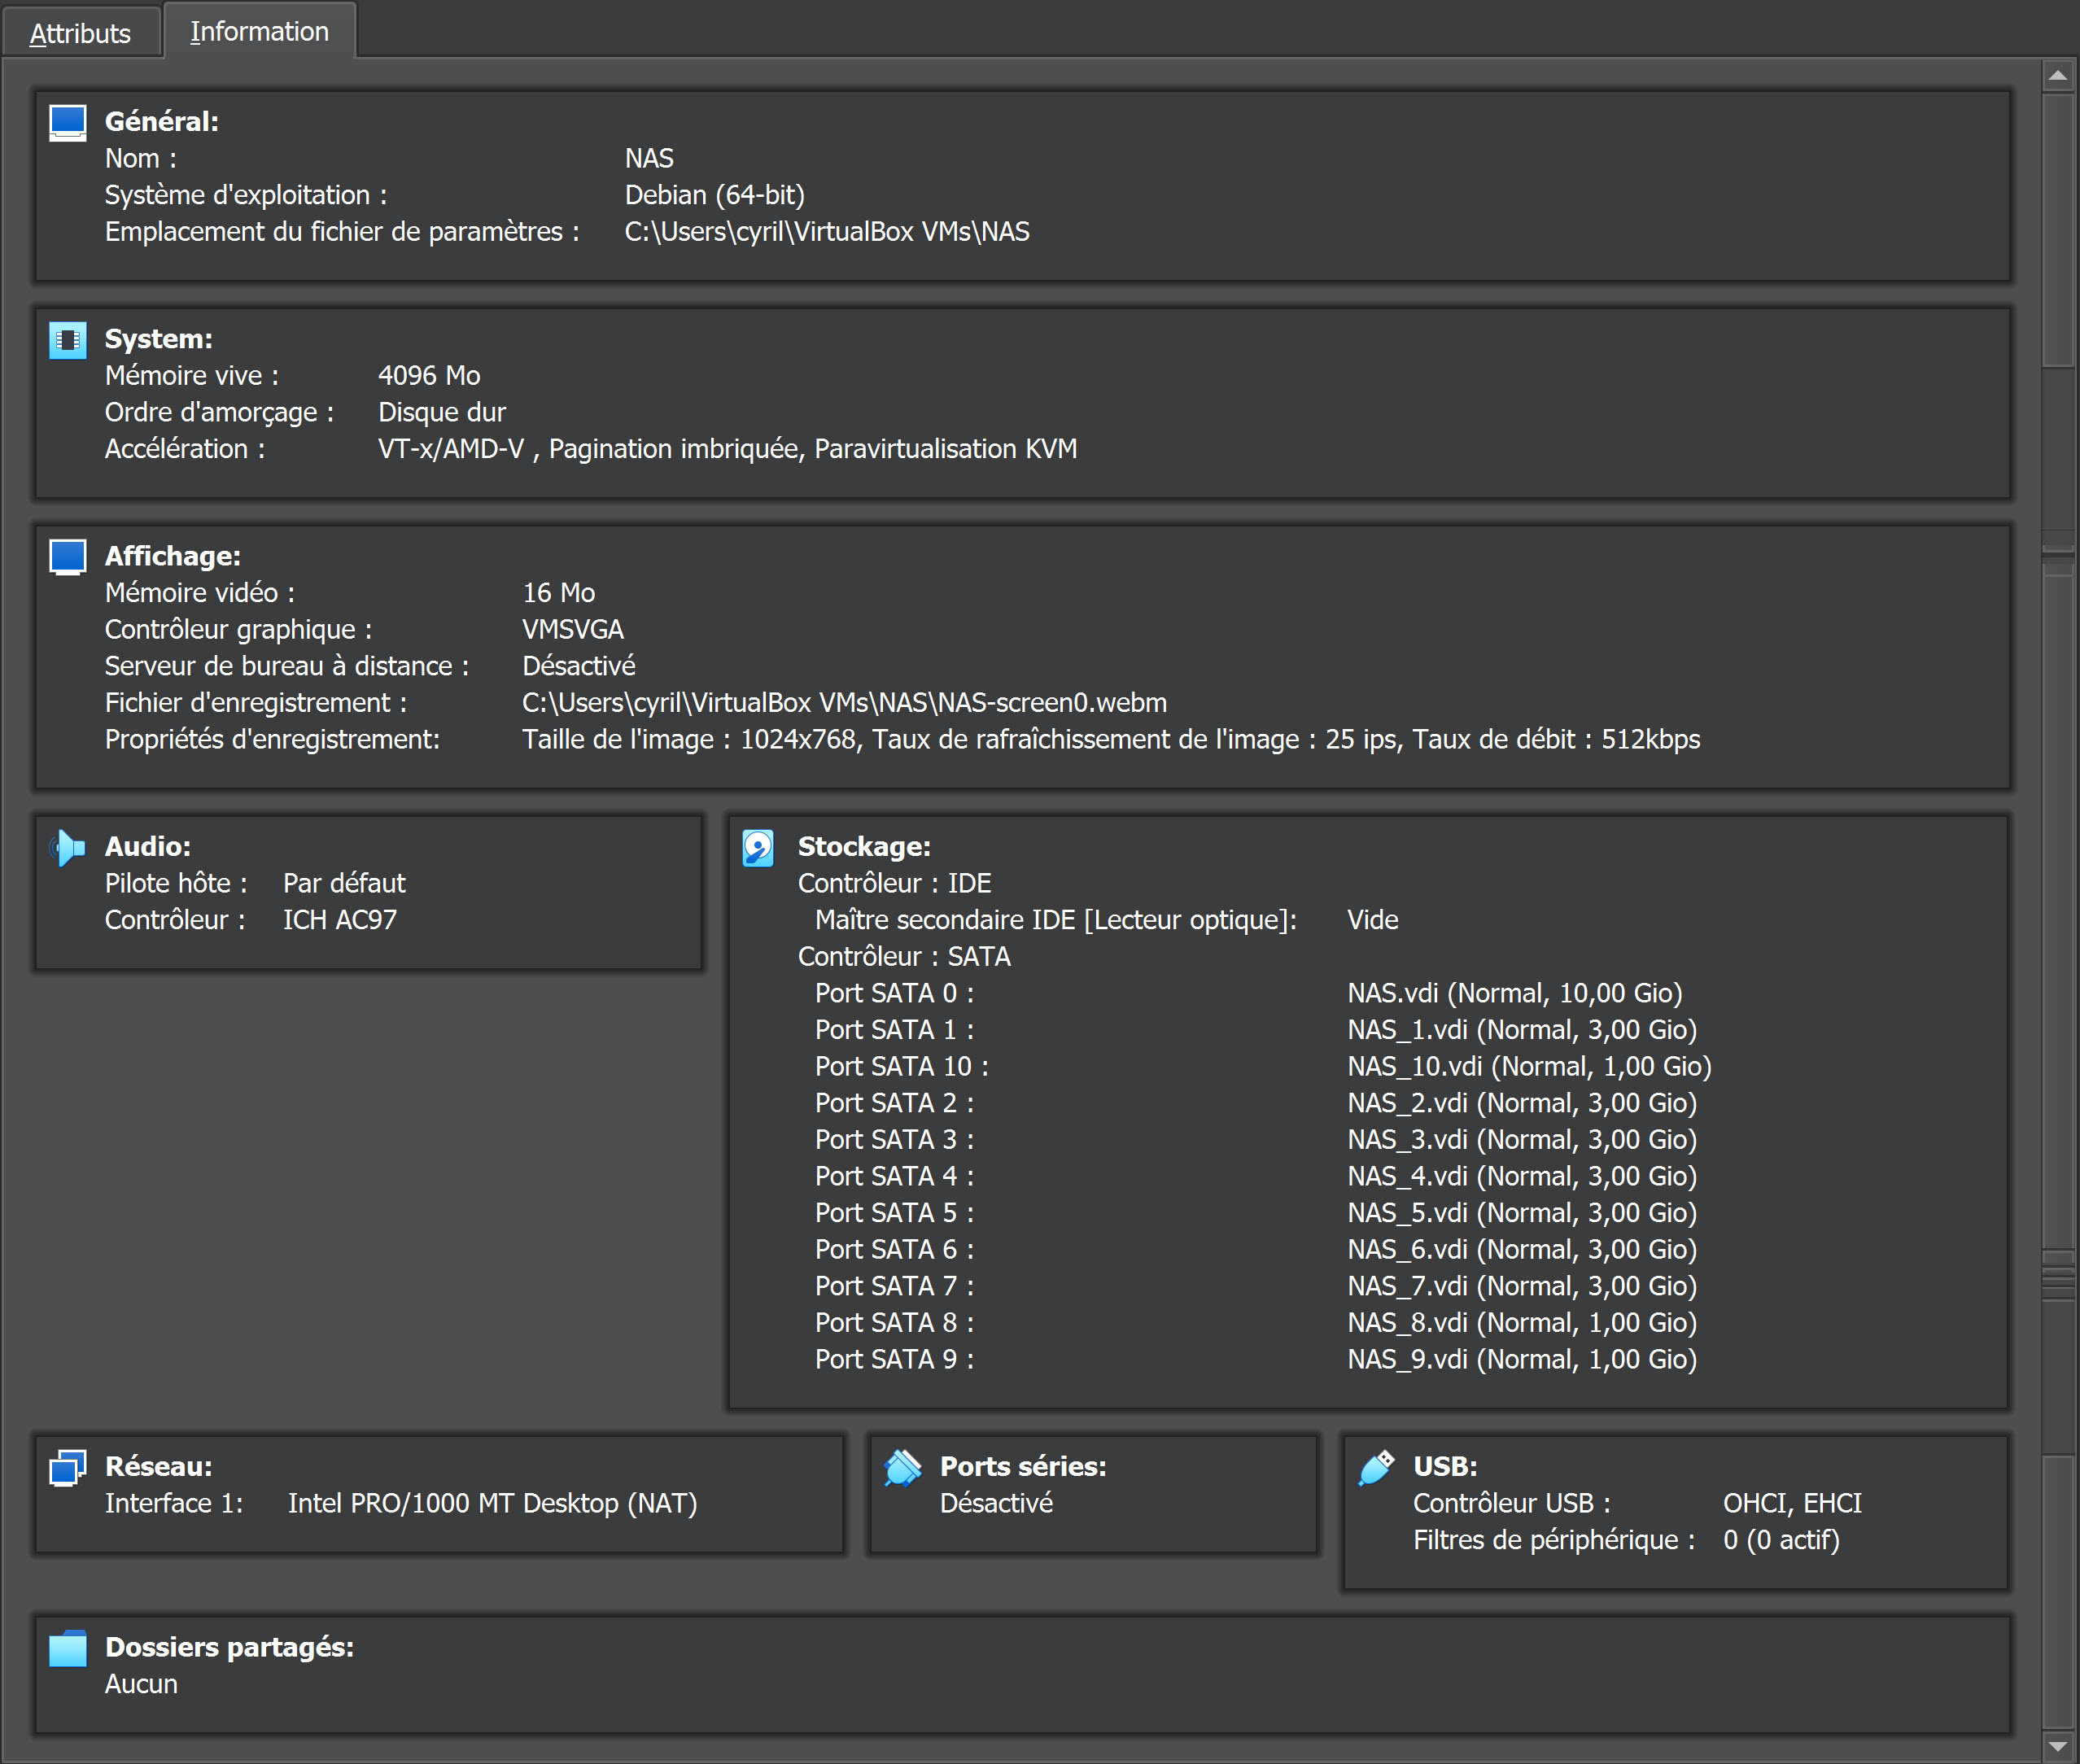 Attributs
Information
Général:
Nom : NAS
Système d'exploitation : Debian (64-bit)
Emplacement du fichier de paramètres : C:\Users\cyril\VirtualBox VMs\NAS
System:
Mémoire vive : 4096 Mo
Ordre d'amorçage : Disque dur
Accélération : VT-x/AMD-V , Pagination imbriquée, Paravirtualisation KVM
Affichage:
Mémoire vidéo : 16 Mo
Contrôleur graphique : VMSVGA
Serveur de bureau à distance : Désactivé
Fichier d'enregistrement : C:\Users\cyril\VirtualBox VMs\NAS\NAS-screen0.webm
Propriétés d'enregistrement: Taille de l'image : 1024x768, Taux de rafraîchissement de l'image : 25 ips, Taux de débit : 512kbps
Audio:
Pilote hôte : Par défaut
Contrôleur : ICH AC97
Stockage:
Contrôleur : IDE
Maître secondaire IDE [Lecteur optique]: Vide
Contrôleur : SATA
Port SATA 0 : NAS.vdi (Normal, 10,00 Gio)
Port SATA 1 : NAS_1.vdi (Normal, 3,00 Gio)
Port SATA 10 : NAS_10.vdi (Normal, 1,00 Gio)
Port SATA 2 : NAS_2.vdi (Normal, 3,00 Gio)
Port SATA 3 : NAS_3.vdi (Normal, 3,00 Gio)
Port SATA 4 : NAS_4.vdi (Normal, 3,00 Gio)
Port SATA 5 : NAS_5.vdi (Normal, 3,00 Gio)
Port SATA 6 : NAS_6.vdi (Normal, 3,00 Gio)
Port SATA 7 : NAS_7.vdi (Normal, 3,00 Gio)
Port SATA 8 : NAS_8.vdi (Normal, 1,00 Gio)
Port SATA 9 : NAS_9.vdi (Normal, 1,00 Gio)
Réseau:
Interface 1: Intel PRO/1000 MT Desktop (NAT)
Ports séries:
Désactivé
USB:
Contrôleur USB : OHCI, EHCI
Filtres de périphérique : 0 (0 actif)
Dossiers partagés:
Aucun